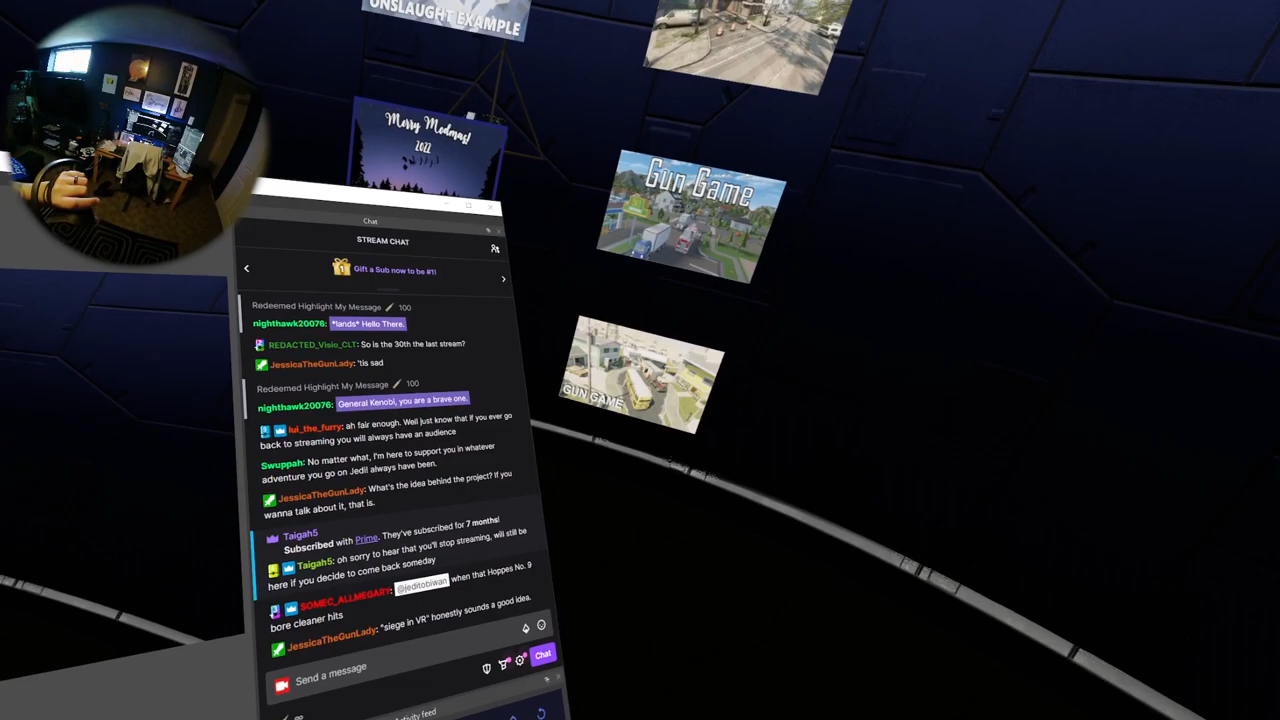 UNSLAUGHT EXAMPLE
Merry Modmas!
2022
Gun Game
GUN GAME
Chat
STREAM CHAT
1
Gift a Sub now to be #1!
Redeemed Highlight My Message 100
nighthawk20076: *lands* Hello There.
REDACTED_Visio_CLT: So is the 30th the last stream?
JessicaTheGunLady: 'tis sad
Redeemed Highlight My Message 100
nighthawk20076: General Kenobi, you are a brave one.
lui_the_furry: ah fair enough. Well just know that if you ever go
back to streaming you will always have an audience
Swuppah: No matter what, I'm here to support you in whatever
adventure you go on Jedi! always have been.
JessicaTheGunLady: What's the idea behind the project? If you
wanna talk about it, that is.
Taigah5
Subscribed with Prime. They've subscribed for 7 months!
Taigah5: oh sorry to hear that you'll stop streaming, will still be
here if you decide to come back someday
SOMEC_ALLMEGARY: @jeditobiwan when that Hoppes No. 9
bore cleaner hits
JessicaTheGunLady: "siege in VR" honestly sounds a good idea.
Send a message
Chat
Activity feed